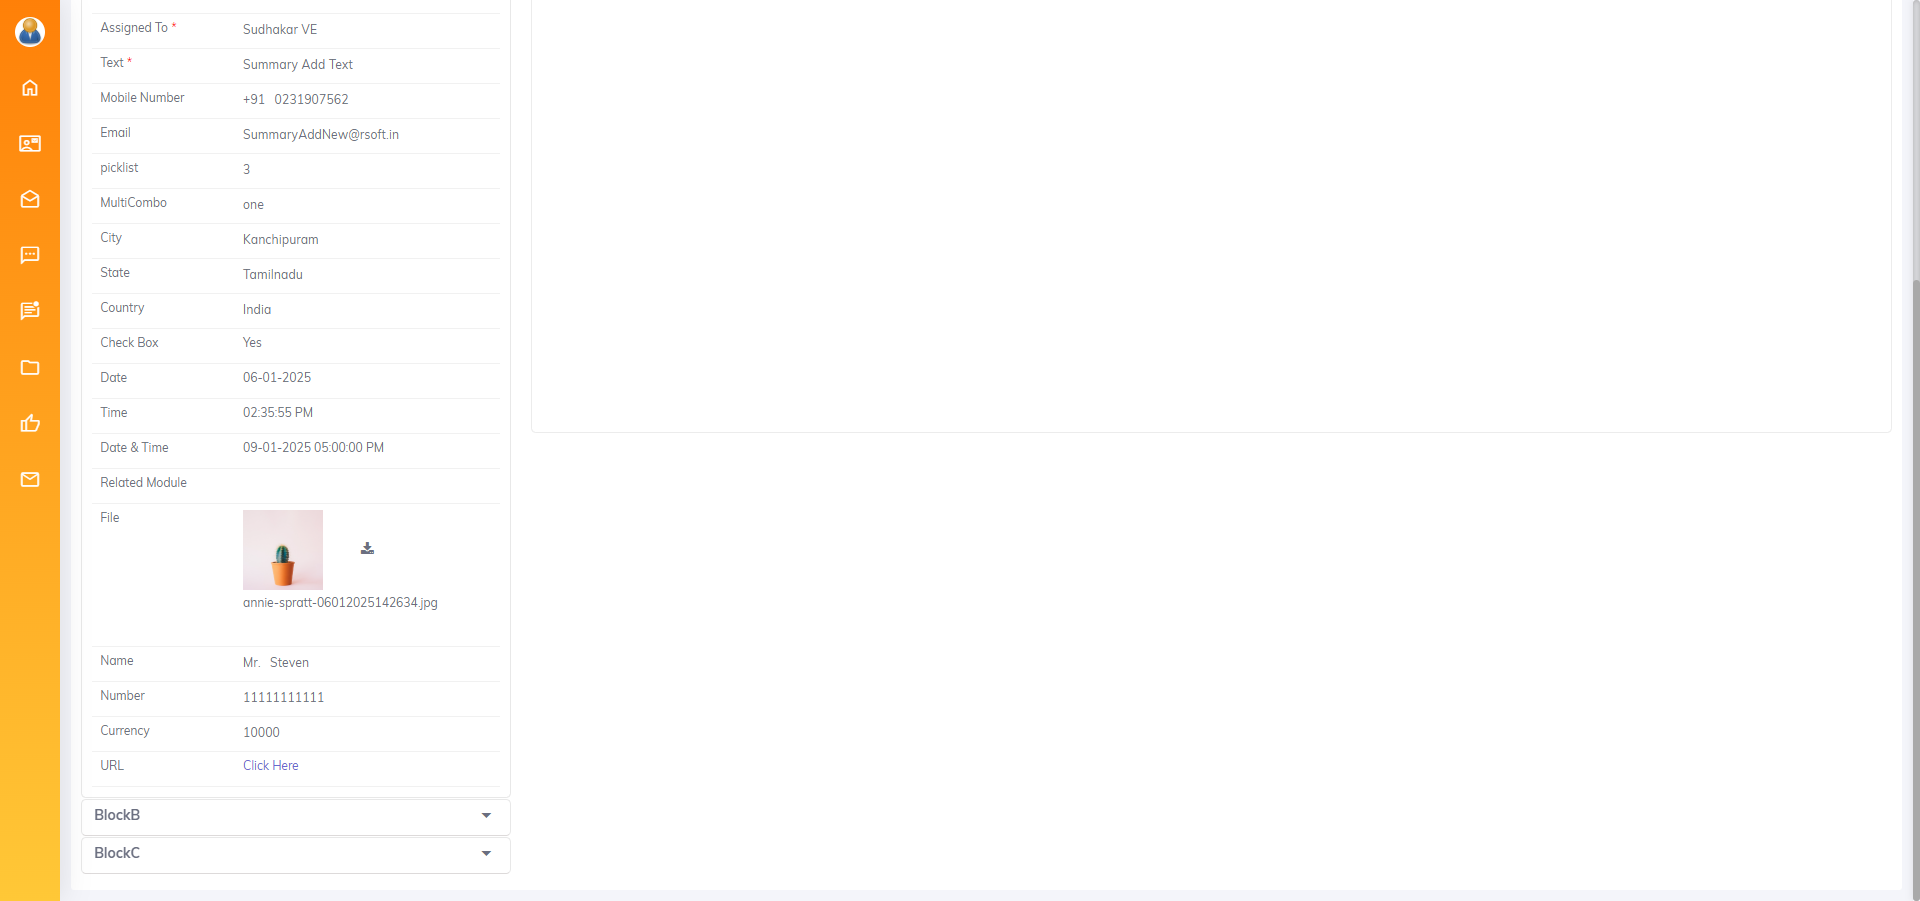 Assigned To * Sudhakar VE
Text * Summary Add Text
Mobile Number +91 0231907562
Email SummaryAddNew@rsoft.in
picklist 3
MultiCombo one
City Kanchipuram
State Tamilnadu
Country India
Check Box Yes
Date 06-01-2025
Time 02:35:55 PM
Date & Time 09-01-2025 05:00:00 PM
Related Module
File
annie-spratt-06012025142634.jpg
Name Mr. Steven
Number 11111111111
Currency 10000
URL Click Here
BlockB
BlockC